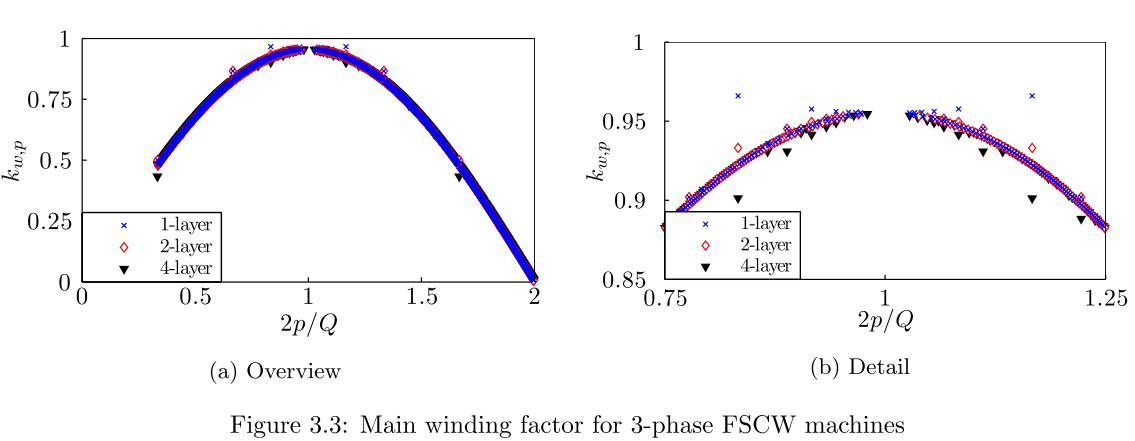 1
0.75
0.5
0.25
0
k_{w,p}
1-layer
2-layer
4-layer
0 0.5 1 1.5 2
2p/Q
(a) Overview
1
0.95
0.9
0.85
k_{w,p}
1-layer
2-layer
4-layer
0.75 1 1.25
2p/Q
(b) Detail
Figure 3.3: Main winding factor for 3-phase FSCW machines